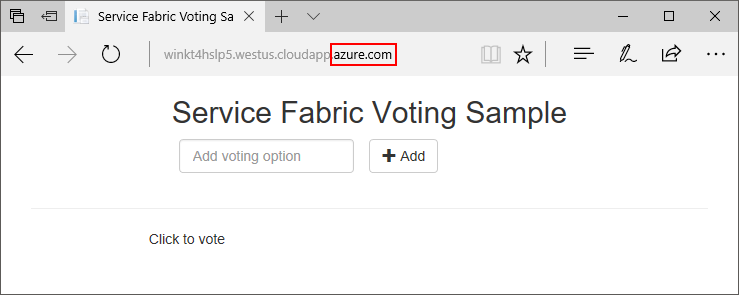 Service Fabric Voting Sa
winkt4hslp5.westus.cloudapp.azure.com
Service Fabric Voting Sample
Add voting option
Add
Click to vote